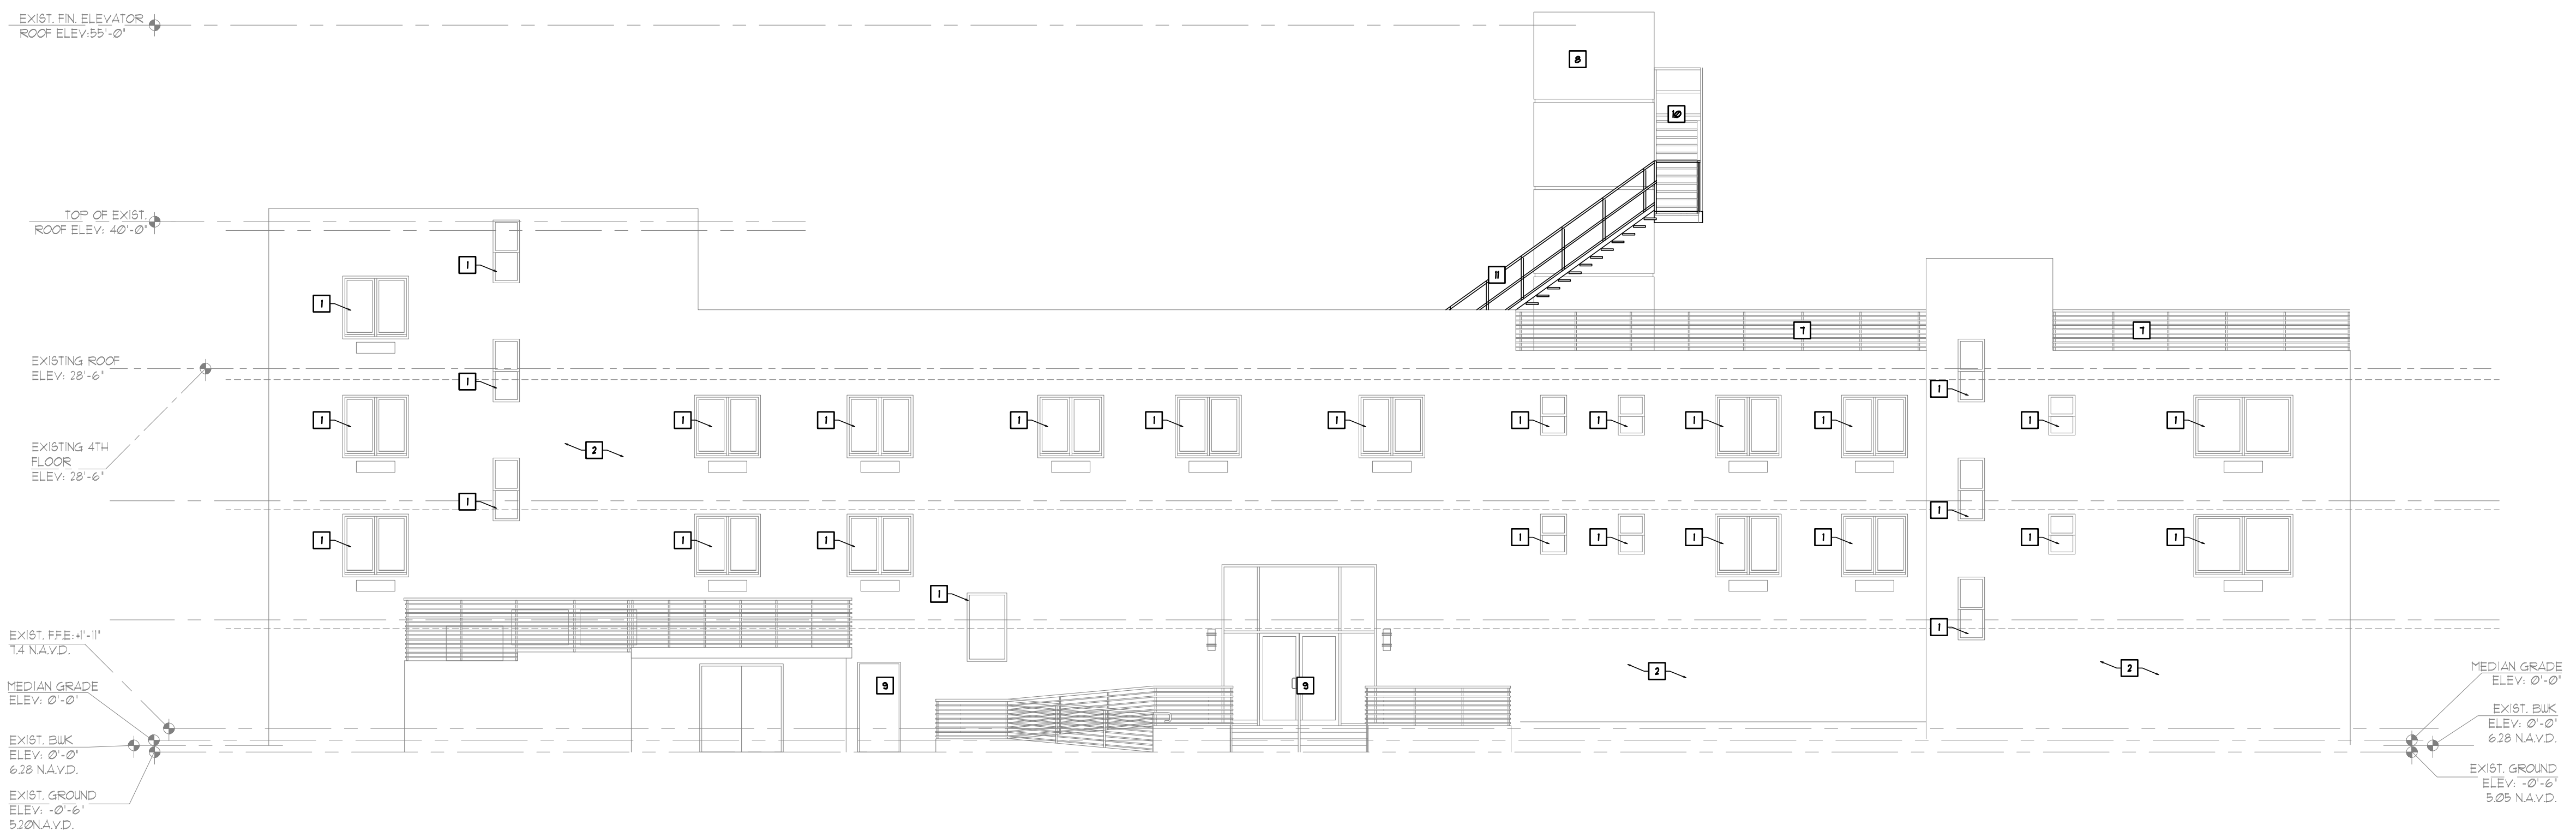 EXIST. FIN. ELEVATOR
ROOF ELEV:55'-0"
8
10
TOP OF EXIST.
ROOF ELEV: 40'-0"
1
11
1
7
7
EXISTING ROOF
ELEV: 28'-6"
1
1
1
1
1
1
1
1
1
1
1
1
1
1
EXISTING 4TH
FLOOR
ELEV: 28'-6"
2
1
1
1
1
1
1
1
1
1
1
1
1
1
1
EXIST. F.F.E:+1'-11"
7.4 N.A.V.D.
2
2
MEDIAN GRADE
ELEV: 0'-0"
9
9
MEDIAN GRADE
ELEV: 0'-0"
EXIST. BWK
ELEV: 0'-0"
6.28 N.A.V.D.
EXIST. BWK
ELEV: 0'-0"
6.28 N.A.V.D.
EXIST. GROUND
ELEV: -0'-6"
5.20N.A.V.D.
EXIST. GROUND
ELEV: -0'-6"
5.05 N.A.V.D.